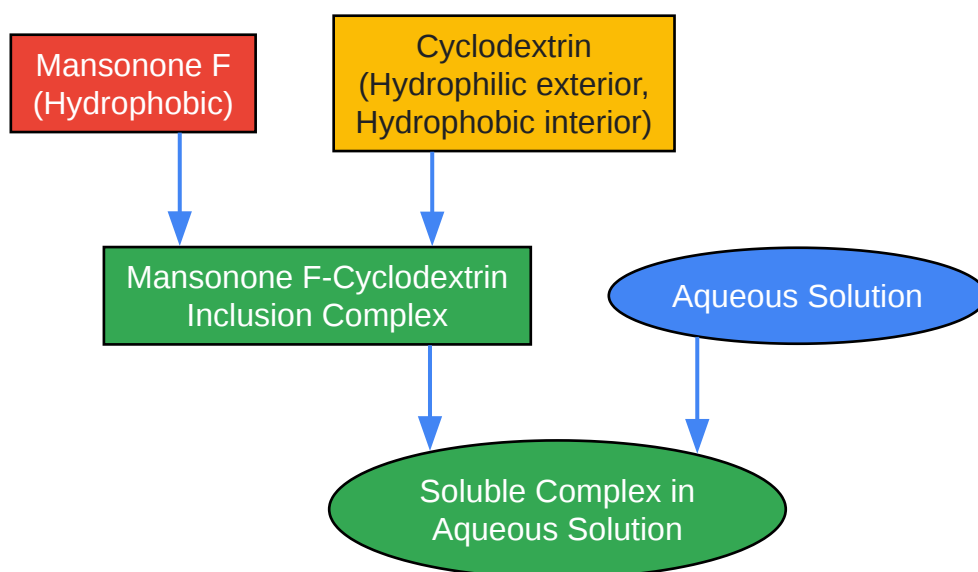 Mansonone F
(Hydrophobic)
Cyclodextrin
(Hydrophilic exterior,
Hydrophobic interior)
Mansonone F-Cyclodextrin
Inclusion Complex
Aqueous Solution
Soluble Complex in
Aqueous Solution